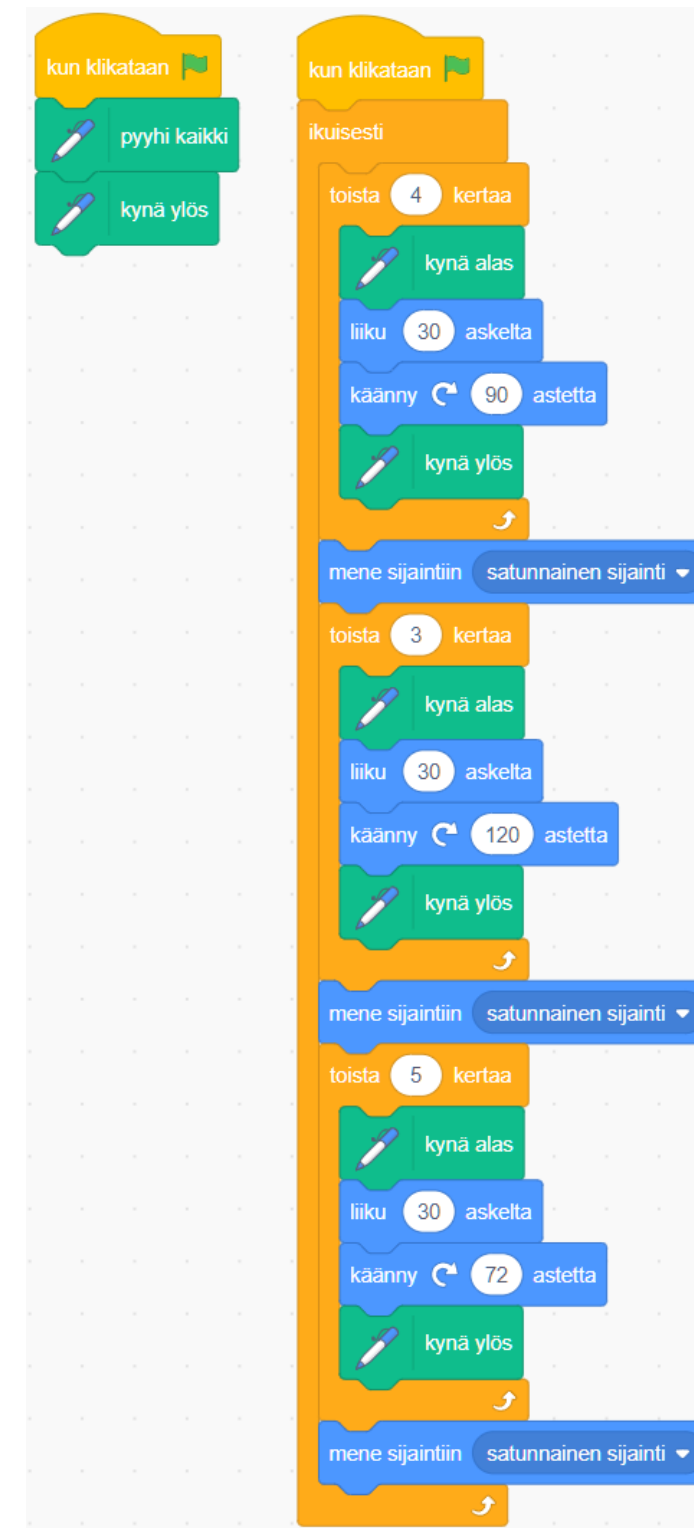 kun klikataan
pyyhi kaikki
kynä ylös
kun klikataan
ikuisesti
toista 4 kertaa
kynä alas
liiku 30 askelta
käänny 90 astetta
kynä ylös
mene sijaintiin satunnainen sijainti
toista 3 kertaa
kynä alas
liiku 30 askelta
käänny 120 astetta
kynä ylös
mene sijaintiin satunnainen sijainti
toista 5 kertaa
kynä alas
liiku 30 askelta
käänny 72 astetta
kynä ylös
mene sijaintiin satunnainen sijainti